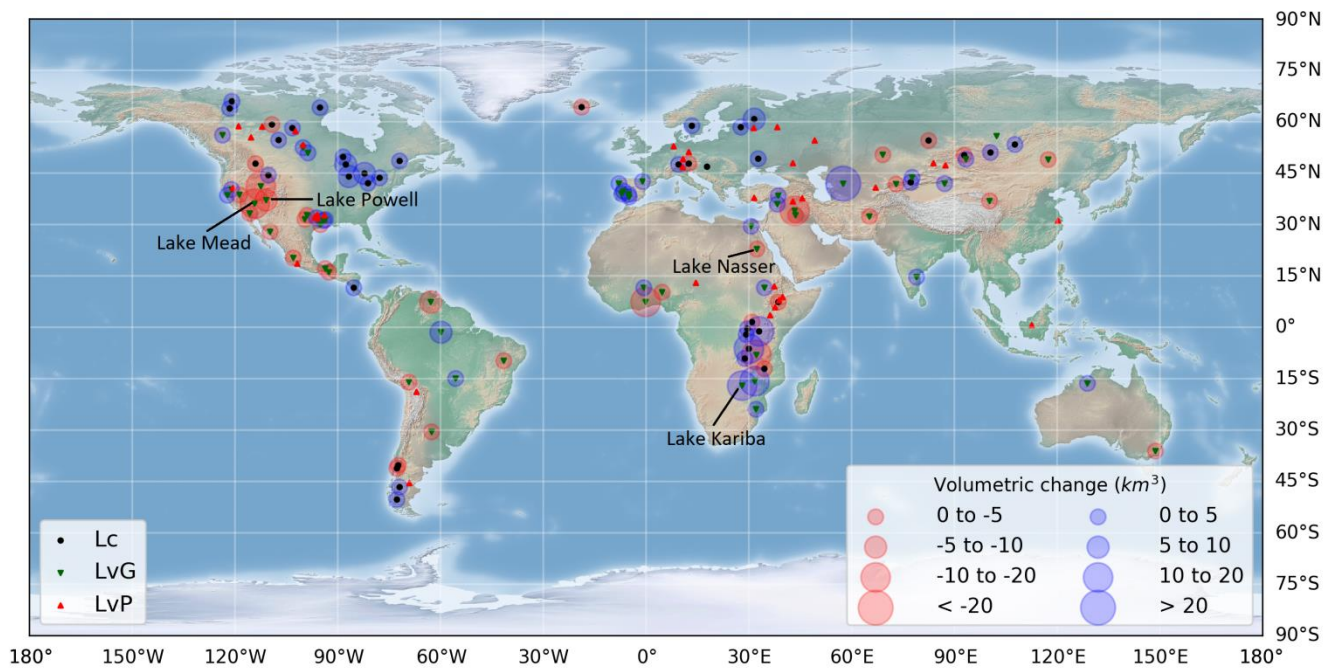 90°N
75°N
60°N
45°N
30°N
15°N
0°
15°S
30°S
45°S
60°S
75°S
90°S
Lake Powell
Lake Mead
Lake Nasser
Lake Kariba
Lc
LvG
LvP
Volumetric change (km³)
0 to -5 0 to 5
-5 to -10 5 to 10
-10 to -20 10 to 20
< -20 > 20
180° 150°W 120°W 90°W 60°W 30°W 0° 30°E 60°E 90°E 120°E 150°E 180°